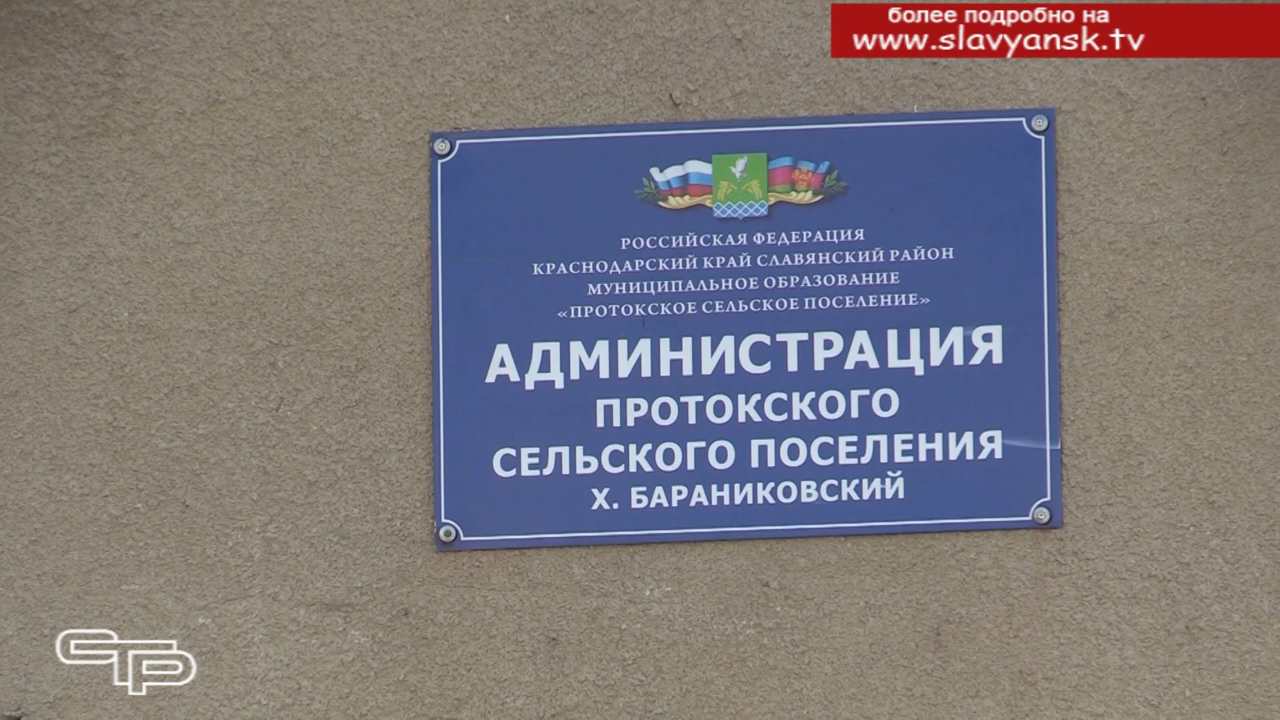 более подробно на
www.slavyansk.tv
РОССИЙСКАЯ ФЕДЕРАЦИЯ
КРАСНОДАРСКИЙ КРАЙ СЛАВЯНСКИЙ РАЙОН
МУНИЦИПАЛЬНОЕ ОБРАЗОВАНИЕ
«ПРОТОКСКОЕ СЕЛЬСКОЕ ПОСЕЛЕНИЕ»
АДМИНИСТРАЦИЯ
ПРОТОКСКОГО
СЕЛЬСКОГО ПОСЕЛЕНИЯ
Х. БАРАНИКОВСКИЙ
СТР